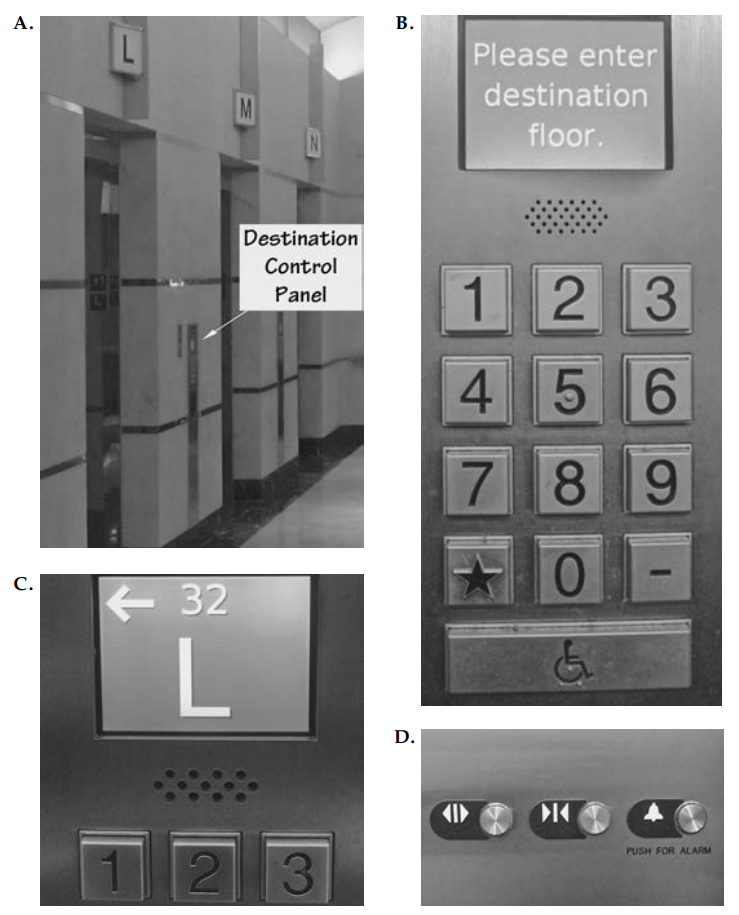 A.
L
M
N
Destination
Control
Panel
L
B.
Please enter
destination
floor.
1 2 3
4 5 6
7 8 9
★ 0 -
C.
← 32
L
1 2 3
D.
PUSH FOR ALARM